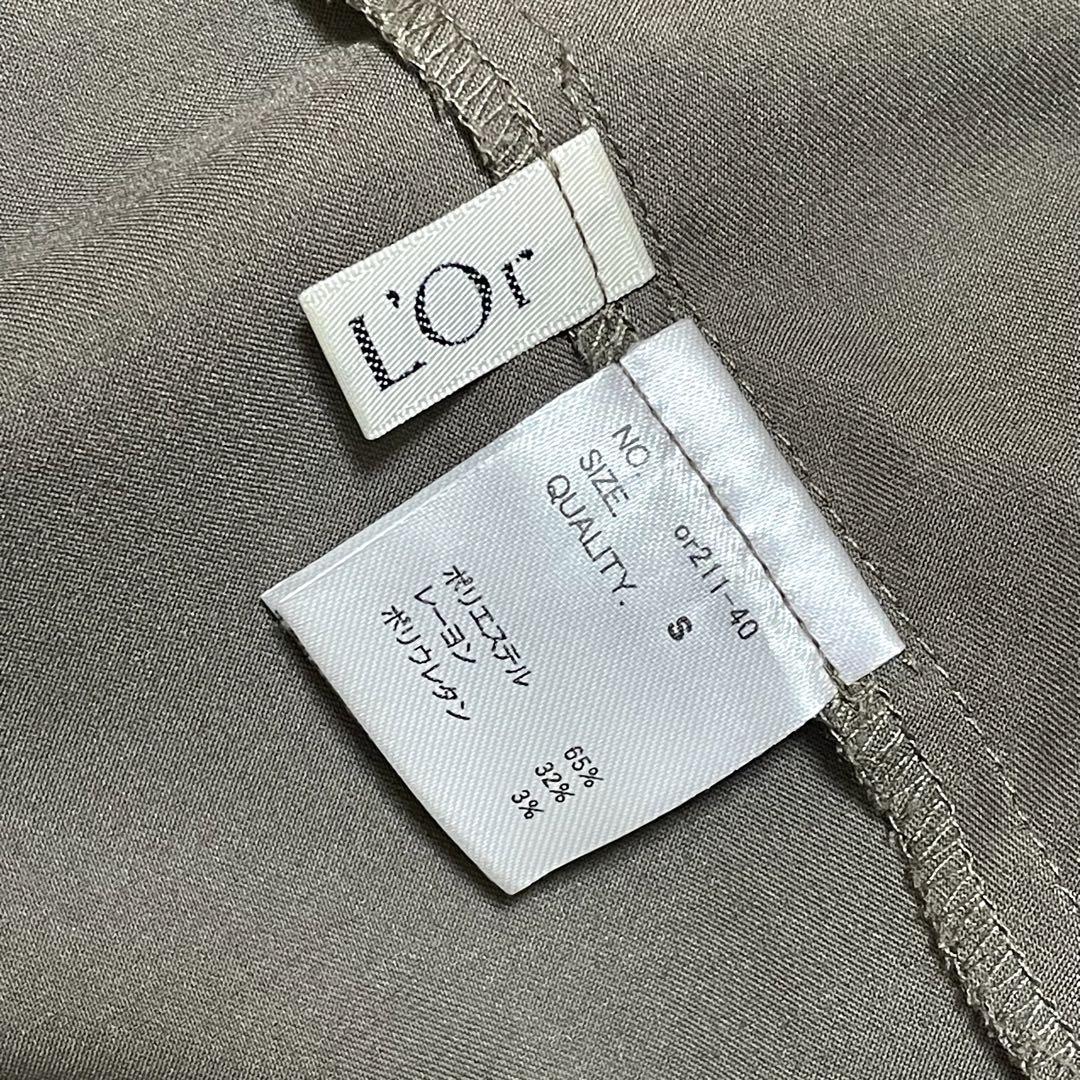 L'Or
NO. or211-40
SIZE. S
QUALITY.
ポリエステル 65%
レーヨン 32%
ポリウレタン 3%